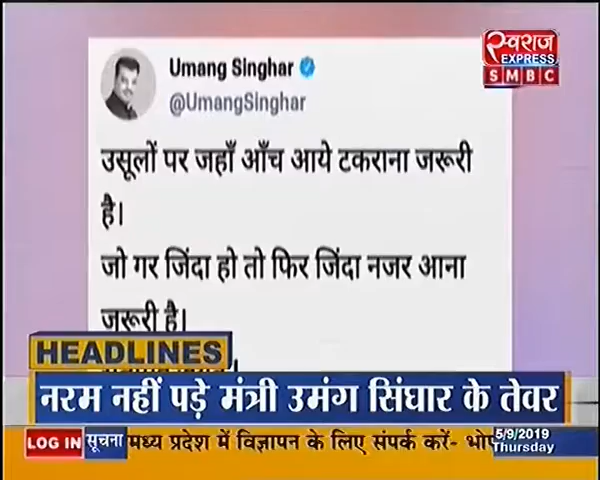 स्वराज
EXPRESS
SMBC
Umang Singhar
@UmangSinghar
उसूलों पर जहाँ आँच आये टकराना जरूरी
है।
जो गर जिंदा हो तो फिर जिंदा नजर आना
जरूरी है।
HEADLINES
नरम नहीं पड़े मंत्री उमंग सिंघार के तेवर
LOG IN सूचना मध्य प्रदेश में विज्ञापन के लिए संपर्क करें- भोप
5/9/2019
Thursday